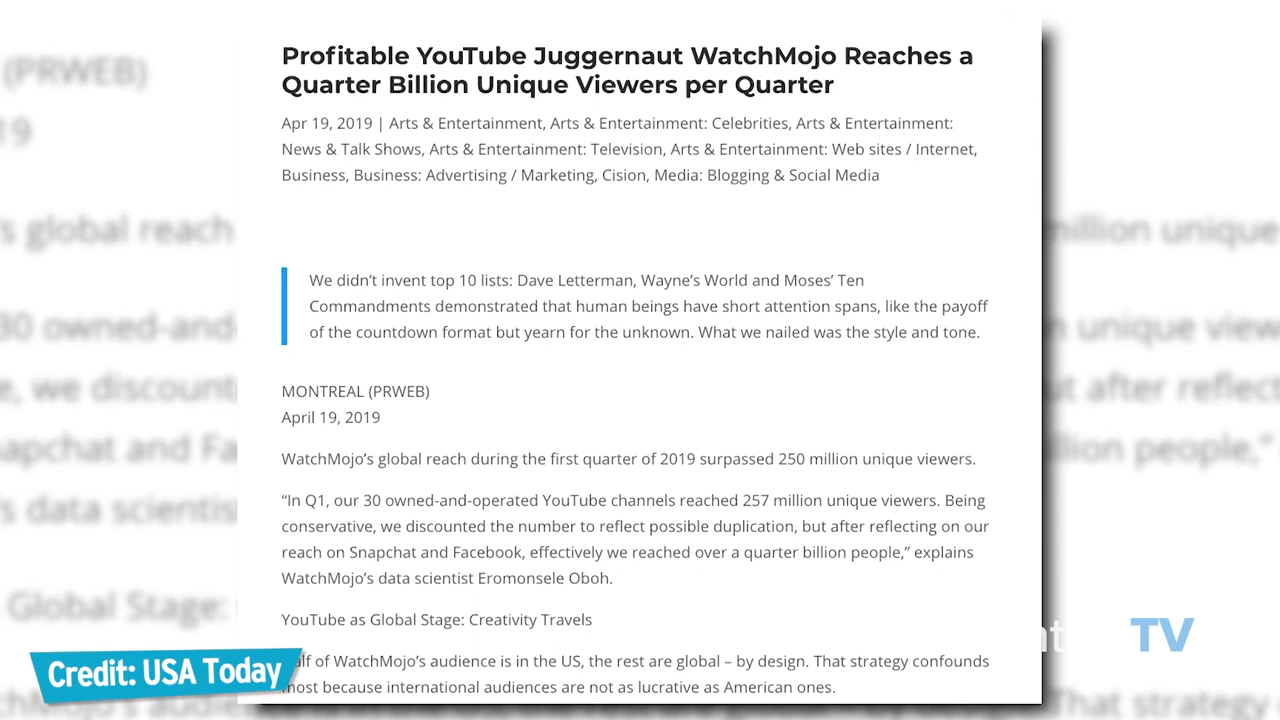 Profitable YouTube Juggernaut WatchMojo Reaches a
Quarter Billion Unique Viewers per Quarter
Apr 19, 2019 | Arts & Entertainment, Arts & Entertainment: Celebrities, Arts & Entertainment:
News & Talk Shows, Arts & Entertainment: Television, Arts & Entertainment: Web sites / Internet,
Business, Business: Advertising / Marketing, Cision, Media: Blogging & Social Media
We didn’t invent top 10 lists: Dave Letterman, Wayne’s World and Moses’ Ten
Commandments demonstrated that human beings have short attention spans, like the payoff
of the countdown format but yearn for the unknown. What we nailed was the style and tone.
MONTREAL (PRWEB)
April 19, 2019
WatchMojo’s global reach during the first quarter of 2019 surpassed 250 million unique viewers.
“In Q1, our 30 owned-and-operated YouTube channels reached 257 million unique viewers. Being
conservative, we discounted the number to reflect possible duplication, but after reflecting on our
reach on Snapchat and Facebook, effectively we reached over a quarter billion people,” explains
WatchMojo’s data scientist Eromonsele Oboh.
YouTube as Global Stage: Creativity Travels
alf of WatchMojo’s audience is in the US, the rest are global – by design. That strategy confounds
most because international audiences are not as lucrative as American ones.
Credit: USA Today
TV